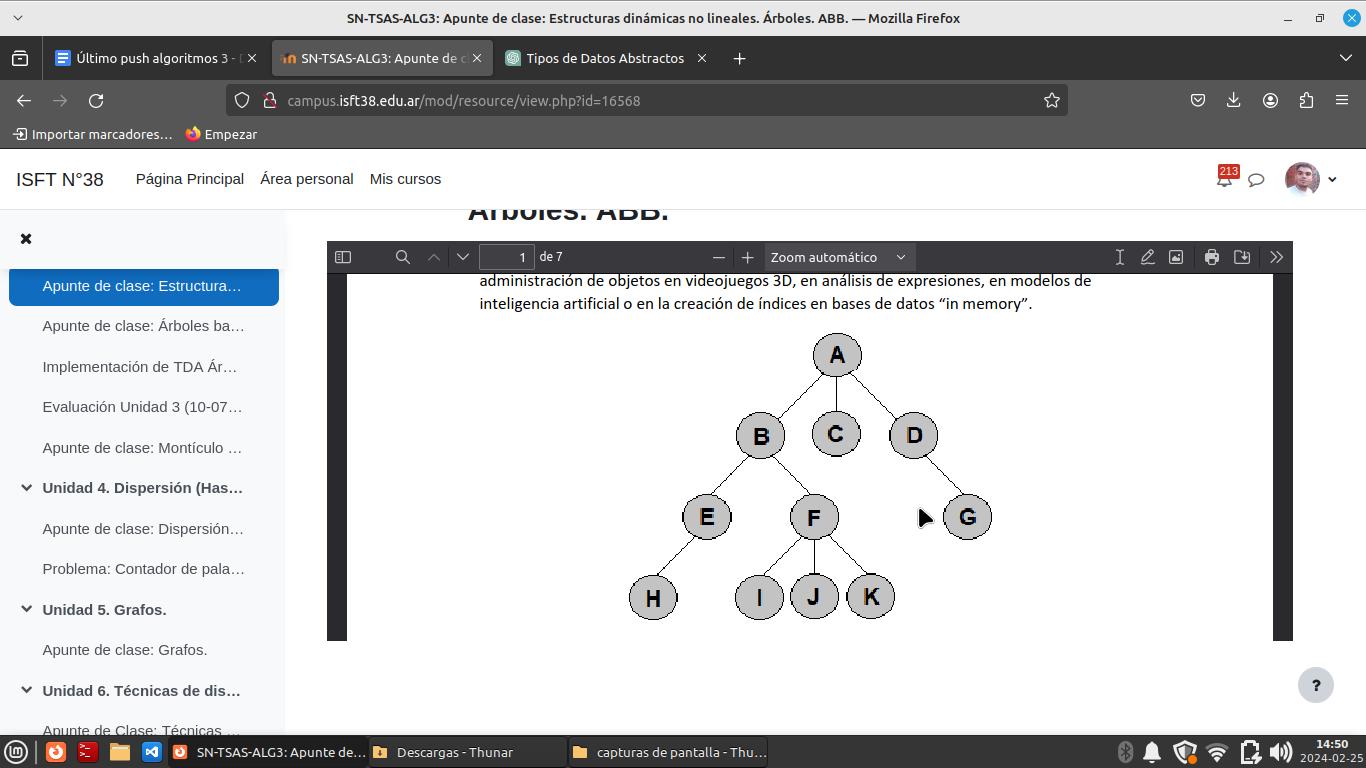 SN-TSAS-ALG3: Apunte de clase: Estructuras dinámicas no lineales. Árboles. ABB. — Mozilla Firefox
Último push algoritmos 3 -
SN-TSAS-ALG3: Apunte de
Tipos de Datos Abstractos
campus.isft38.edu.ar/mod/resource/view.php?id=16568
Importar marcadores...
Empezar
ISFT N°38
Página Principal
Área personal
Mis cursos
213
Árboles. ABB.
1 de 7
Zoom automático
Apunte de clase: Estructura...
Apunte de clase: Árboles ba...
Implementación de TDA Ár...
Evaluación Unidad 3 (10-07...
Apunte de clase: Montículo ...
Unidad 4. Dispersión (Has...
Apunte de clase: Dispersión...
Problema: Contador de pala...
Unidad 5. Grafos.
Apunte de clase: Grafos.
Unidad 6. Técnicas de dis...
Apunte de Clase: Técnicas ...
administración de objetos en videojuegos 3D, en análisis de expresiones, en modelos de
inteligencia artificial o en la creación de índices en bases de datos “in memory”.
A
B C D
E F G
H I J K
?
SN-TSAS-ALG3: Apunte de...
Descargas - Thunar
capturas de pantalla - Thu...
14:50
2024-02-25